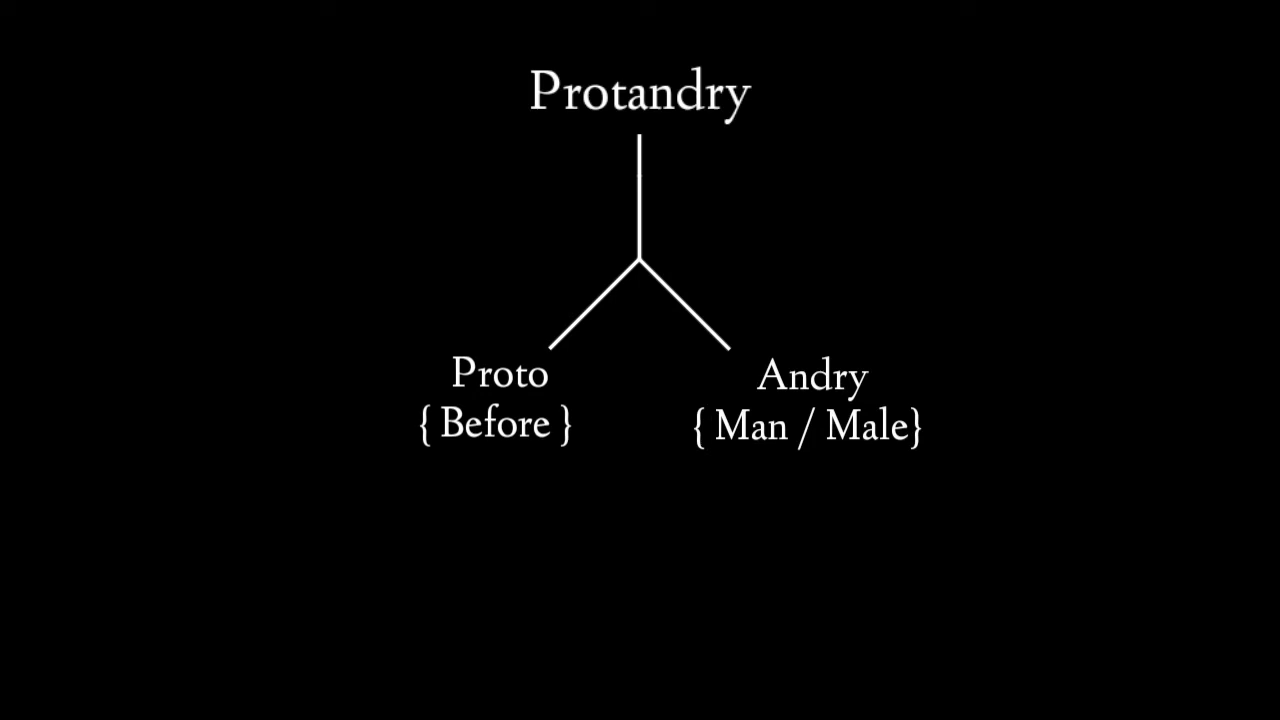 Protandry
Proto
{ Before }
Andry
{ Man / Male}